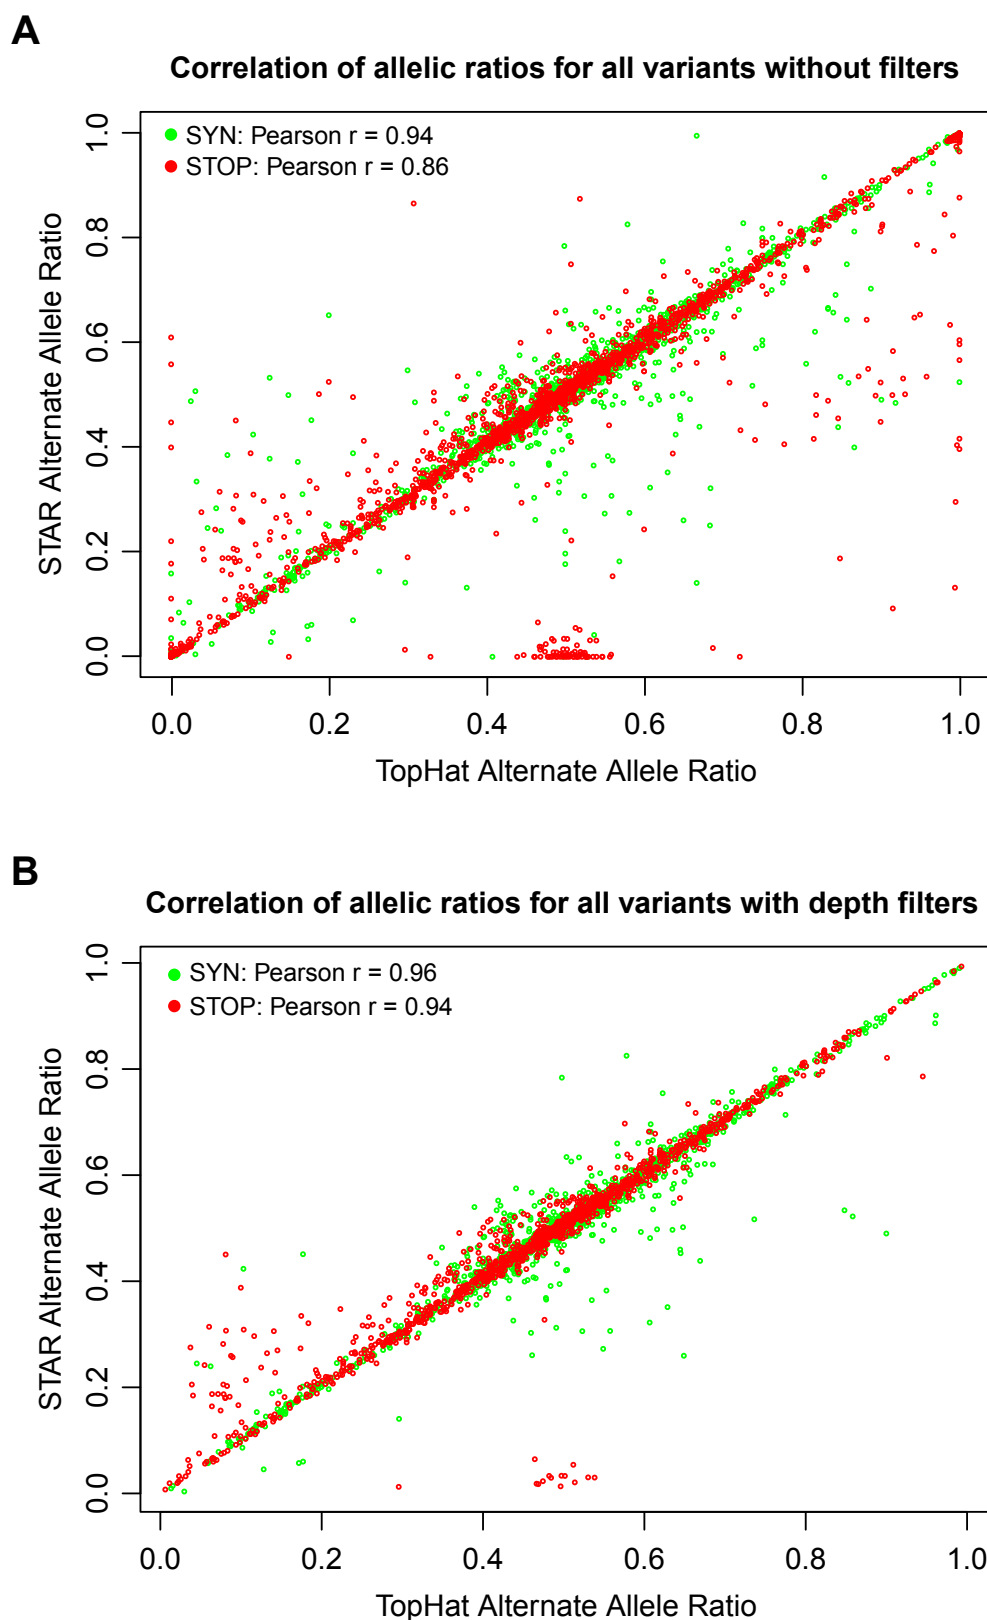 A
Correlation of allelic ratios for all variants without filters
SYN: Pearson r = 0.94
STOP: Pearson r = 0.86
STAR Alternate Allele Ratio
1.0
0.8
0.6
0.4
0.2
0.0
0.0 0.2 0.4 0.6 0.8 1.0
TopHat Alternate Allele Ratio
B
Correlation of allelic ratios for all variants with depth filters
SYN: Pearson r = 0.96
STOP: Pearson r = 0.94
STAR Alternate Allele Ratio
1.0
0.8
0.6
0.4
0.2
0.0
0.0 0.2 0.4 0.6 0.8 1.0
TopHat Alternate Allele Ratio